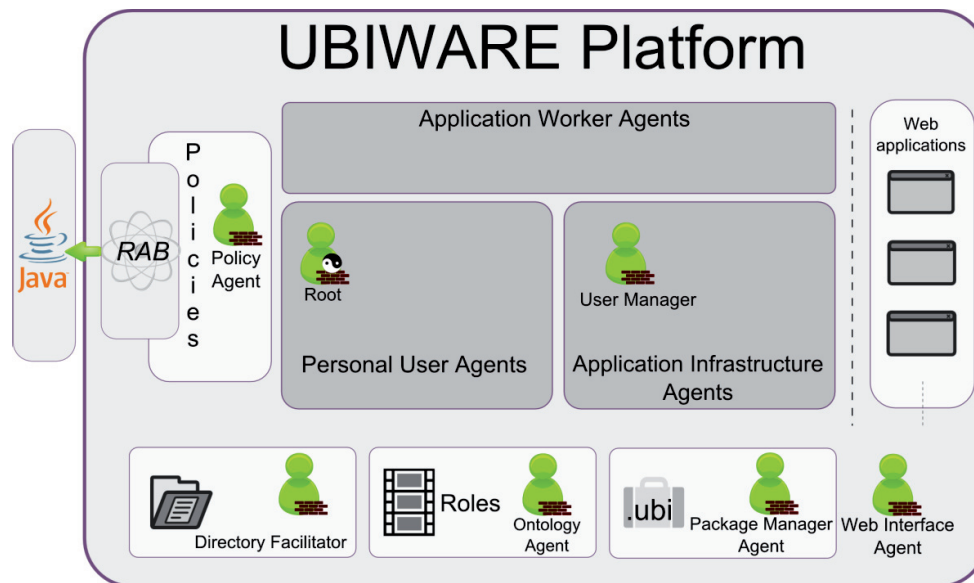 UBIWARE Platform
Application Worker Agents
Web
applications
Policies
Policy
Agent
RAB
Java
Root
User Manager
Personal User Agents
Application Infrastructure
Agents
Directory Facilitator
Roles
Ontology
Agent
.ubi
Package Manager
Agent
Web Interface
Agent